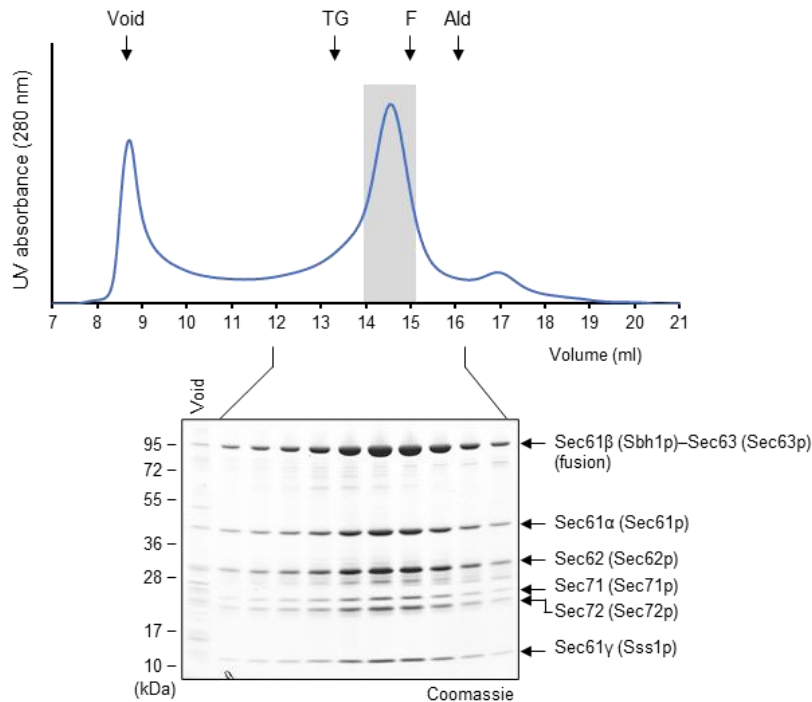 Void TG F Ald
UV absorbance (280 nm)
7 8 9 10 11 12 13 14 15 16 17 18 19 20 21
Volume (ml)
Void
95
72
55
36
28
17
10
(kDa)
Sec61β (Sbh1p)–Sec63 (Sec63p)
(fusion)
Sec61α (Sec61p)
Sec62 (Sec62p)
Sec71 (Sec71p)
Sec72 (Sec72p)
Sec61γ (Sss1p)
Coomassie